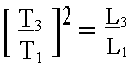 [ T₃ / T₁ ]² = L₃ / L₁